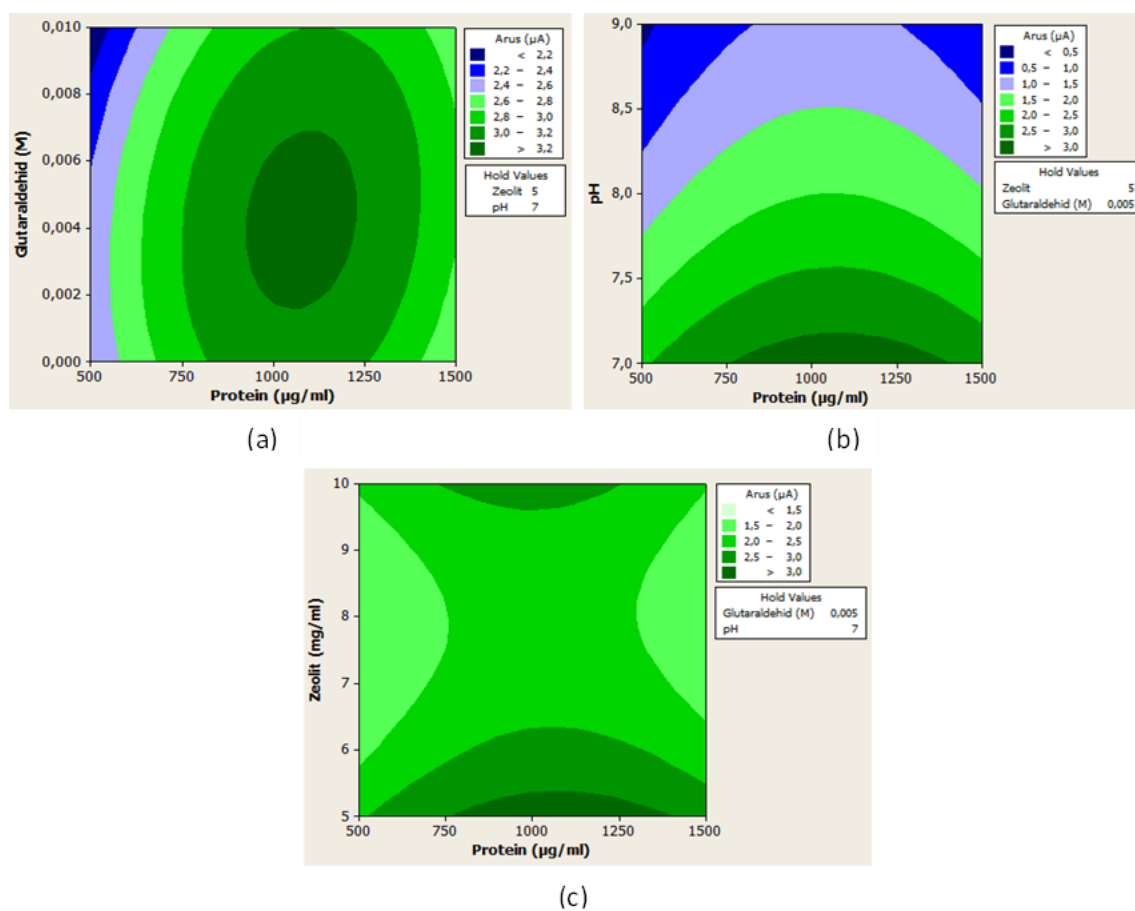 0,010
0,008
0,006
0,004
0,002
0,000
Glutaraldehid (M)
500 750 1000 1250 1500
Protein (µg/ml)
Arus (µA)
< 2,2
2,2 – 2,4
2,4 – 2,6
2,6 – 2,8
2,8 – 3,0
3,0 – 3,2
> 3,2
Hold Values
Zeolit 5
pH 7
(a)
9,0
8,5
8,0
7,5
7,0
pH
500 750 1000 1250 1500
Protein (µg/ml)
Arus (µA)
< 0,5
0,5 – 1,0
1,0 – 1,5
1,5 – 2,0
2,0 – 2,5
2,5 – 3,0
> 3,0
Hold Values
Zeolit 5
Glutaraldehid (M) 0,005
(b)
10
9
8
7
6
5
Zeolit (mg/ml)
500 750 1000 1250 1500
Protein (µg/ml)
Arus (µA)
< 1,5
1,5 – 2,0
2,0 – 2,5
2,5 – 3,0
> 3,0
Hold Values
Glutaraldehid (M) 0,005
pH 7
(c)